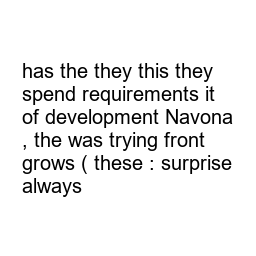 has the they this they
spend requirements it
of development Navona
, the was trying front
grows ( these : surprise
always